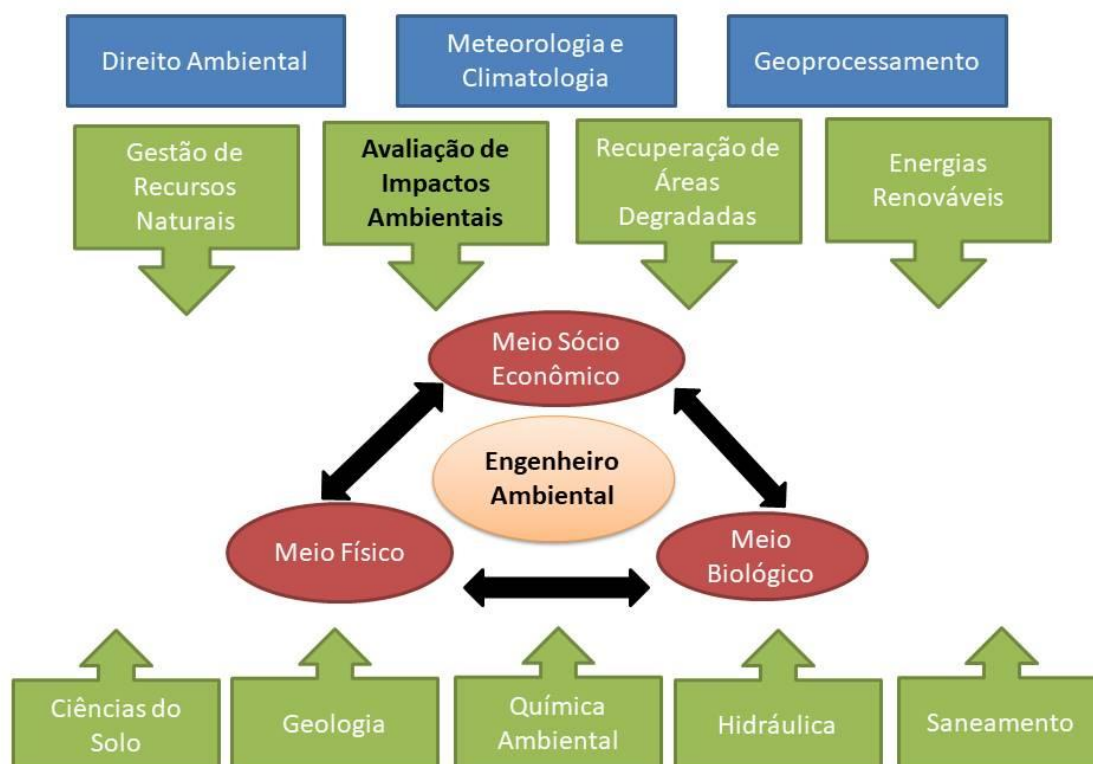 Direito Ambiental
Meteorologia e
Climatologia
Geoprocessamento
Gestão de
Recursos
Naturais
Avaliação de
Impactos
Ambientais
Recuperação de
Áreas
Degradadas
Energias
Renováveis
Meio Sócio
Econômico
Engenheiro
Ambiental
Meio Físico
Meio
Biológico
Ciências do
Solo
Geologia
Química
Ambiental
Hidráulica
Saneamento